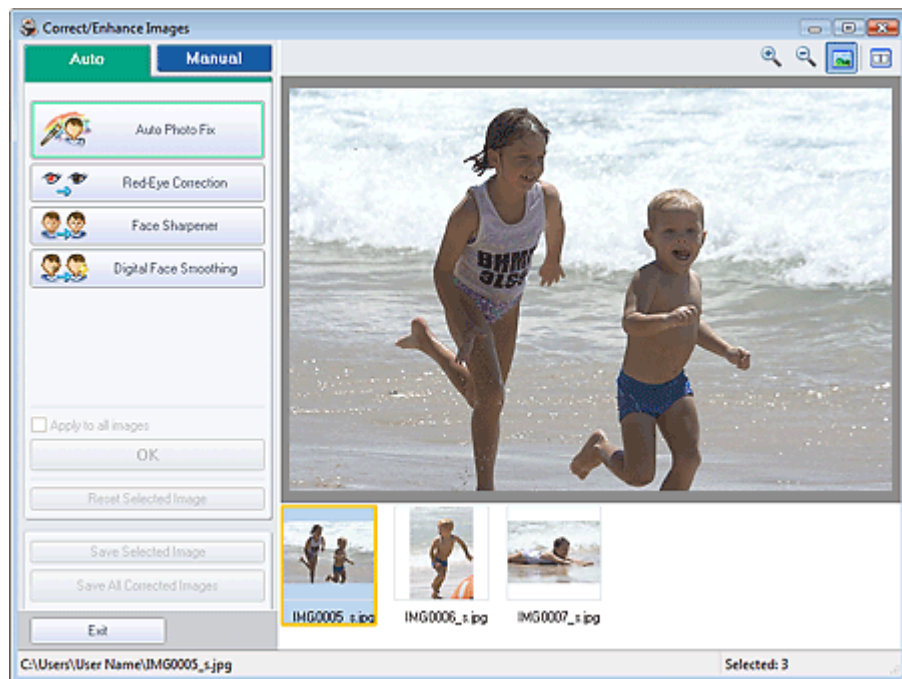 Correct/Enhance Images
Auto
Manual
Auto Photo Fix
Red-Eye Correction
Face Sharpener
Digital Face Smoothing
Apply to all images
OK
Reset Selected Image
Save Selected Image
Save All Corrected Images
Exit
BHMF
IMG0005_s.jpg
IMG0006_s.jpg
IMG0007_s.jpg
C:\Users\User Name\IMG0005_s.jpg
Selected: 3